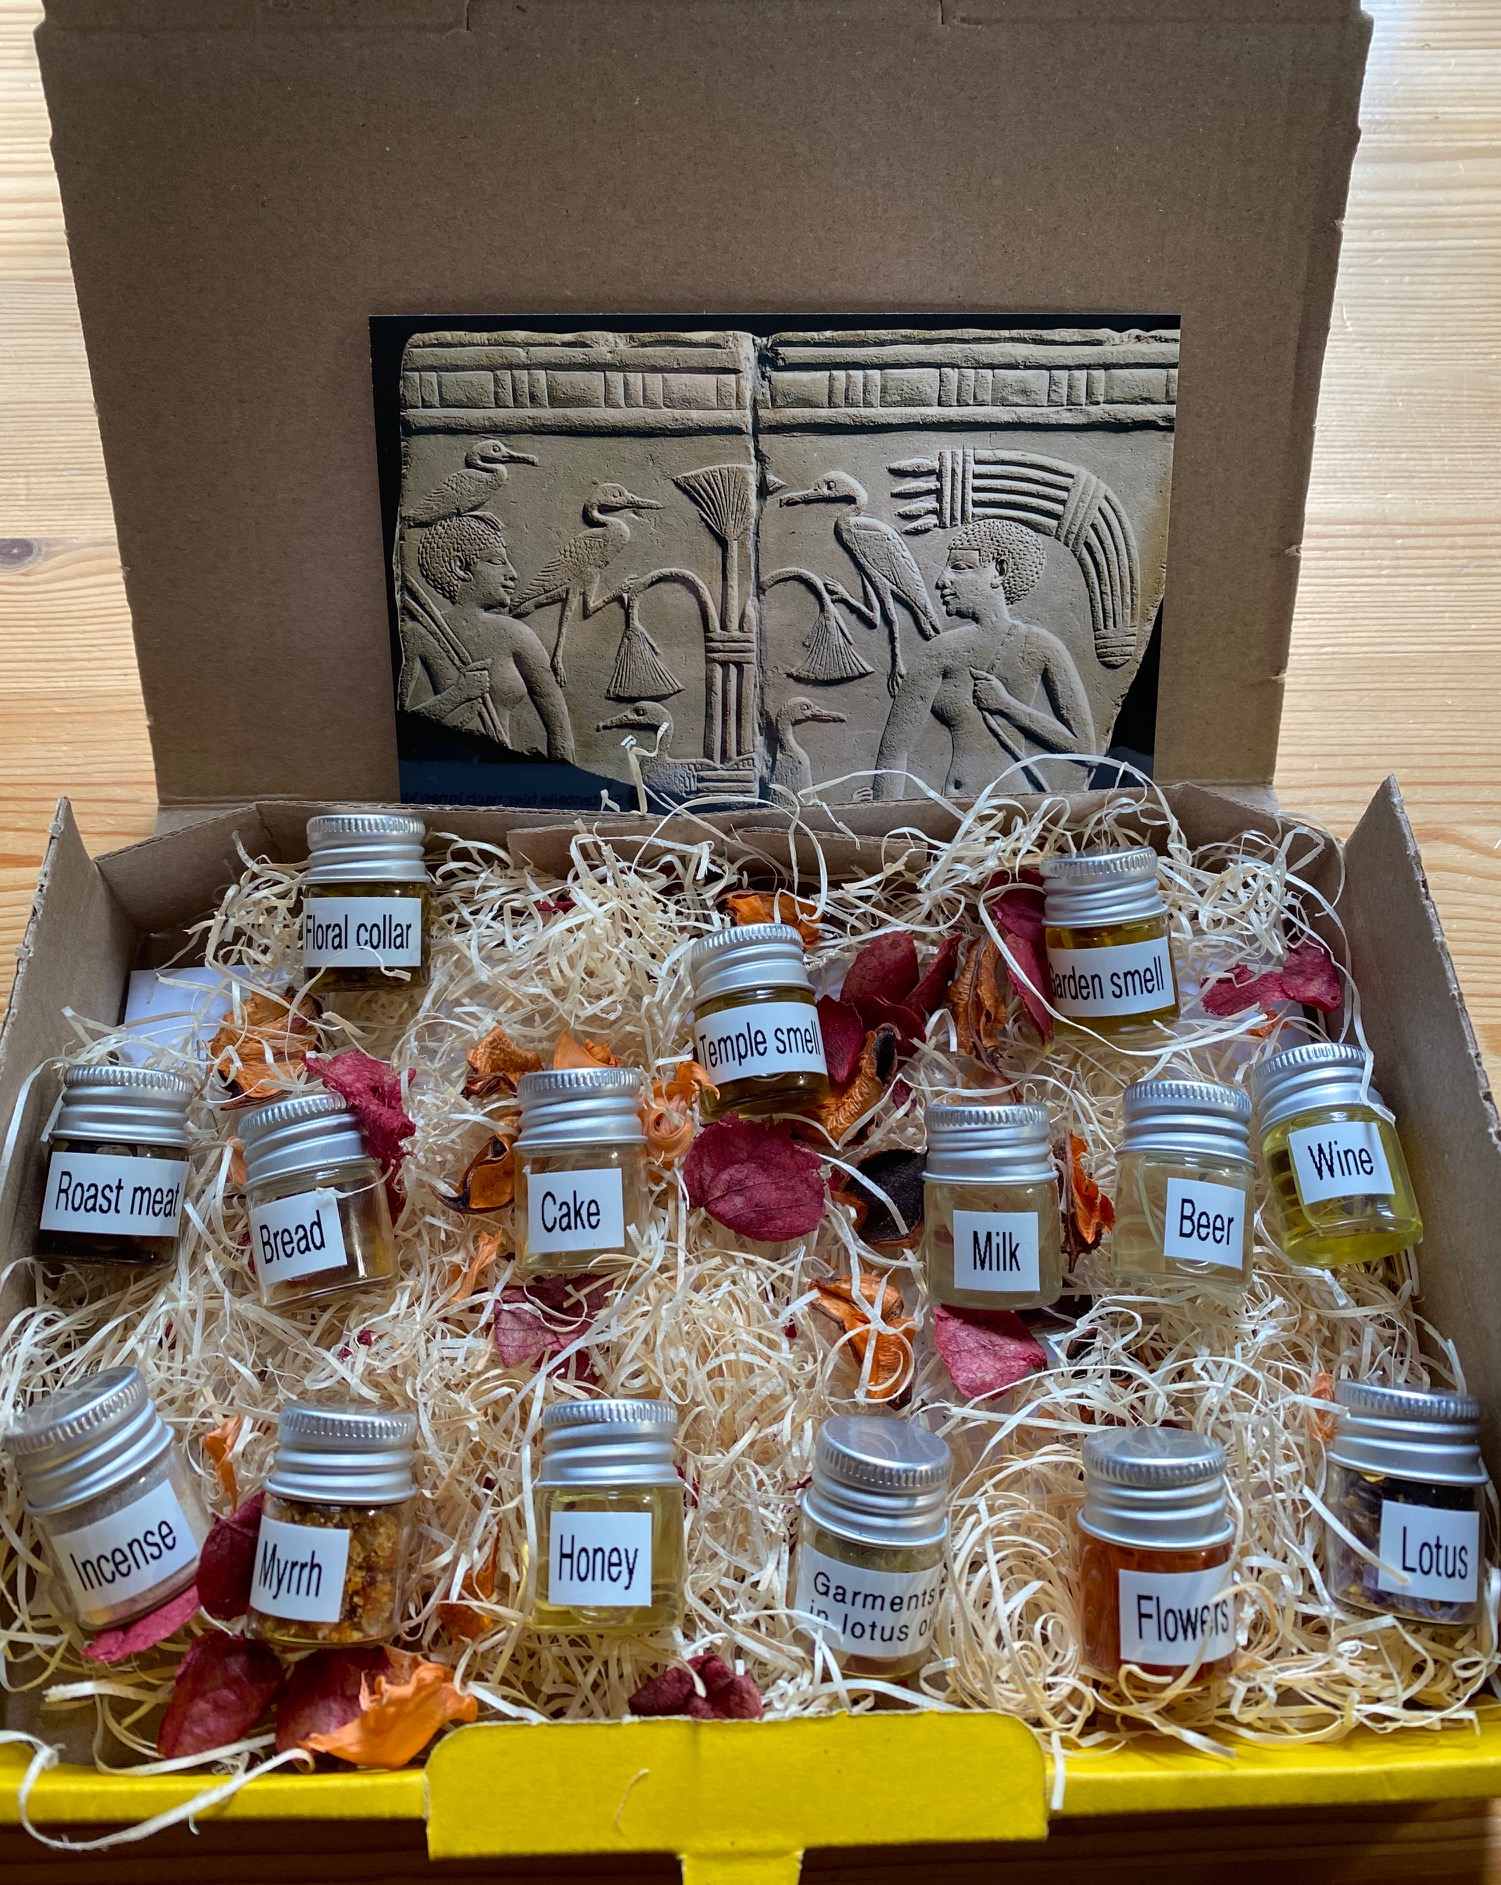 Floral collar
Temple smell
Garden smell
Roast meat
Bread
Cake
Milk
Beer
Wine
Incense
Myrrh
Honey
Garments
in lotus oil
Flowers
Lotus